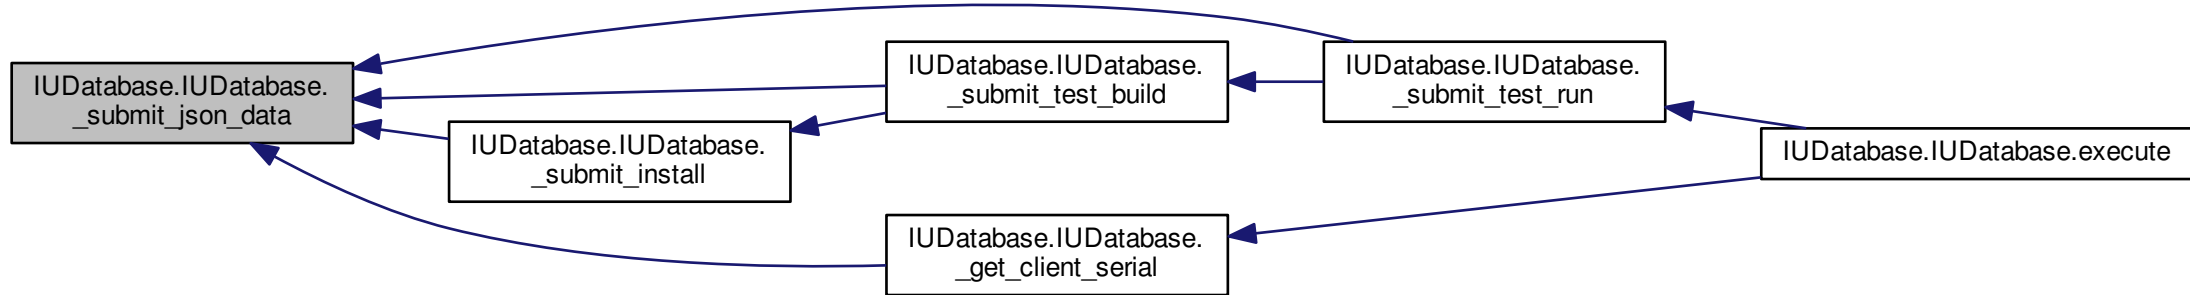 IUDatabase.IUDatabase.
_submit_json_data
IUDatabase.IUDatabase.
_submit_install
IUDatabase.IUDatabase.
_submit_test_build
IUDatabase.IUDatabase.
_get_client_serial
IUDatabase.IUDatabase.
_submit_test_run
IUDatabase.IUDatabase.execute